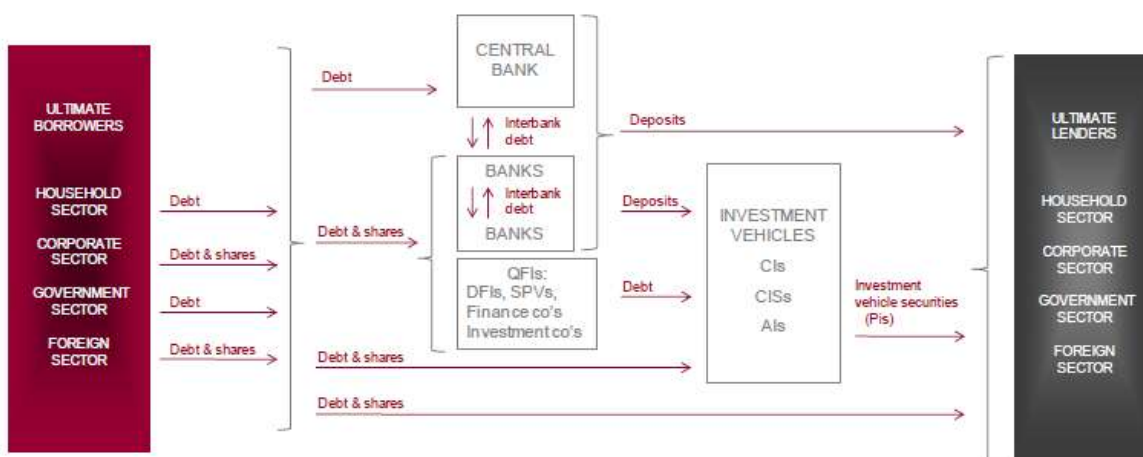 ULTIMATE
BORROWERS
HOUSEHOLD
SECTOR
CORPORATE
SECTOR
GOVERNMENT
SECTOR
FOREIGN
SECTOR
Debt
Debt & shares
Debt
Debt & shares
Debt
Debt & shares
Debt & shares
Debt & shares
CENTRAL
BANK
Interbank
debt
BANKS
Interbank
debt
BANKS
QFIs:
DFIs, SPVs,
Finance co's
Investment co's
Deposits
Deposits
Debt
INVESTMENT
VEHICLES
CIs
CISs
AIs
Investment
vehicle securities
(Pis)
ULTIMATE
LENDERS
HOUSEHOLD
SECTOR
CORPORATE
SECTOR
GOVERNMENT
SECTOR
FOREIGN
SECTOR